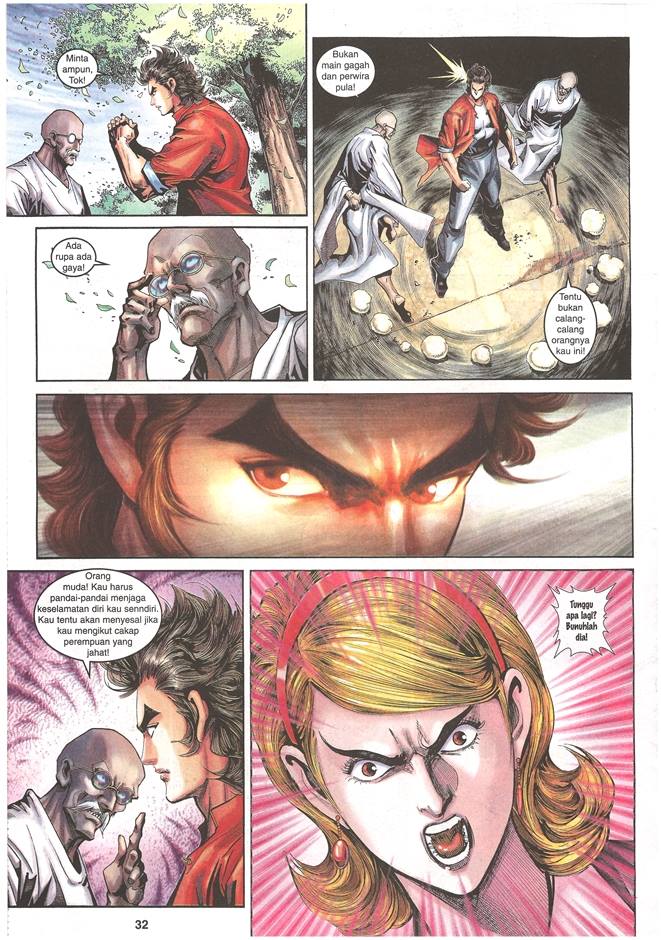 Minta
ampun,
Tok!
Bukan
main gagah
dan perwira
pula!
Ada
rupa ada
gaya!
Tentu
bukan
calang-
calang
orangnya
kau ini!
Orang
muda! Kau harus
pandai-pandai menjaga
keselamatan diri kau senndiri.
Kau tentu akan menyesal jika
kau mengikut cakap
perempuan yang
jahat!
Tunggu
apa lagi?
Bunuhlah
dia!
32